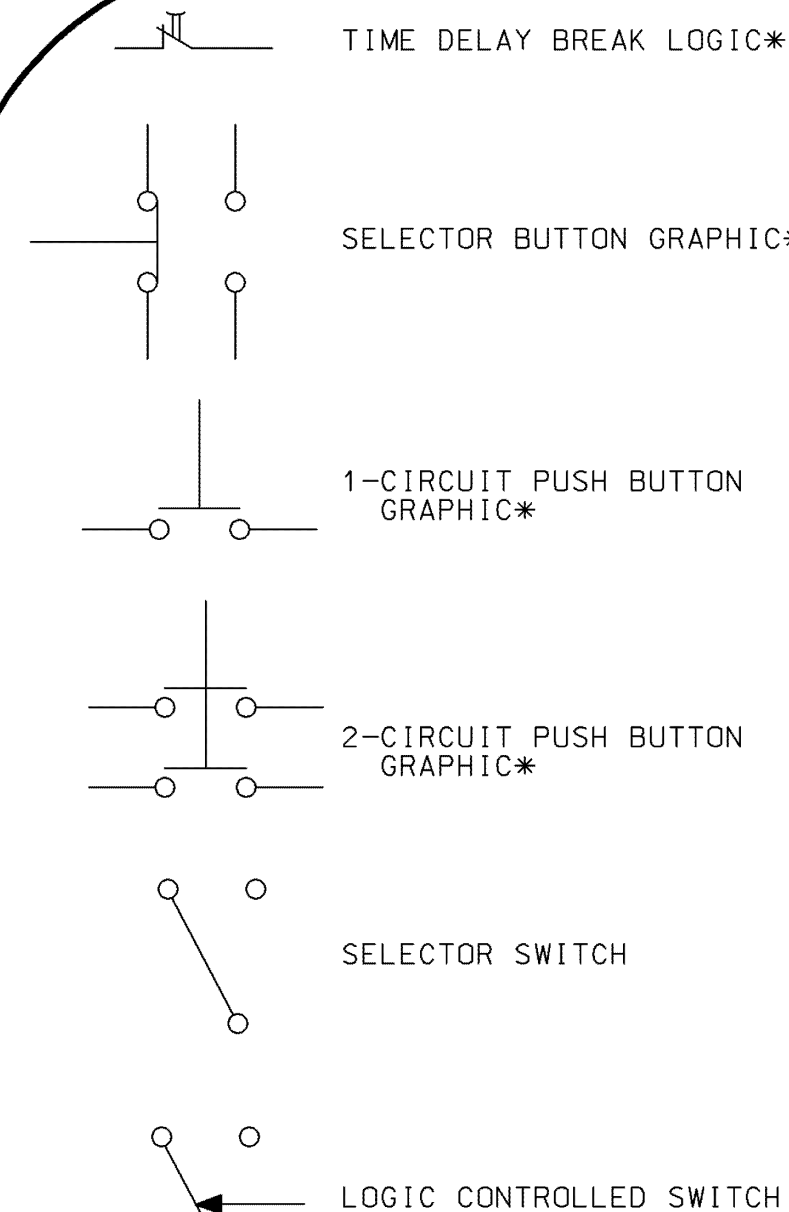 TIME DELAY BREAK LOGIC*
SELECTOR BUTTON GRAPHIC*
1-CIRCUIT PUSH BUTTON
GRAPHIC*
2-CIRCUIT PUSH BUTTON
GRAPHIC*
SELECTOR SWITCH
LOGIC CONTROLLED SWITCH